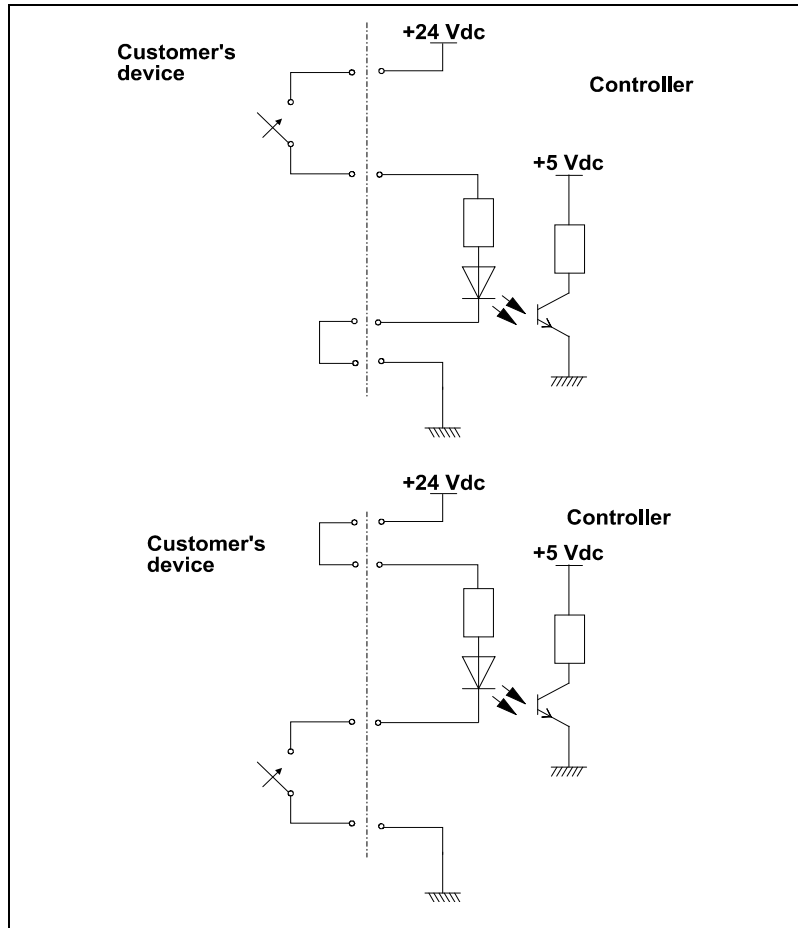 +24 Vdc
Customer's
device
Controller
+5 Vdc
+24 Vdc
Controller
Customer's
device
+5 Vdc